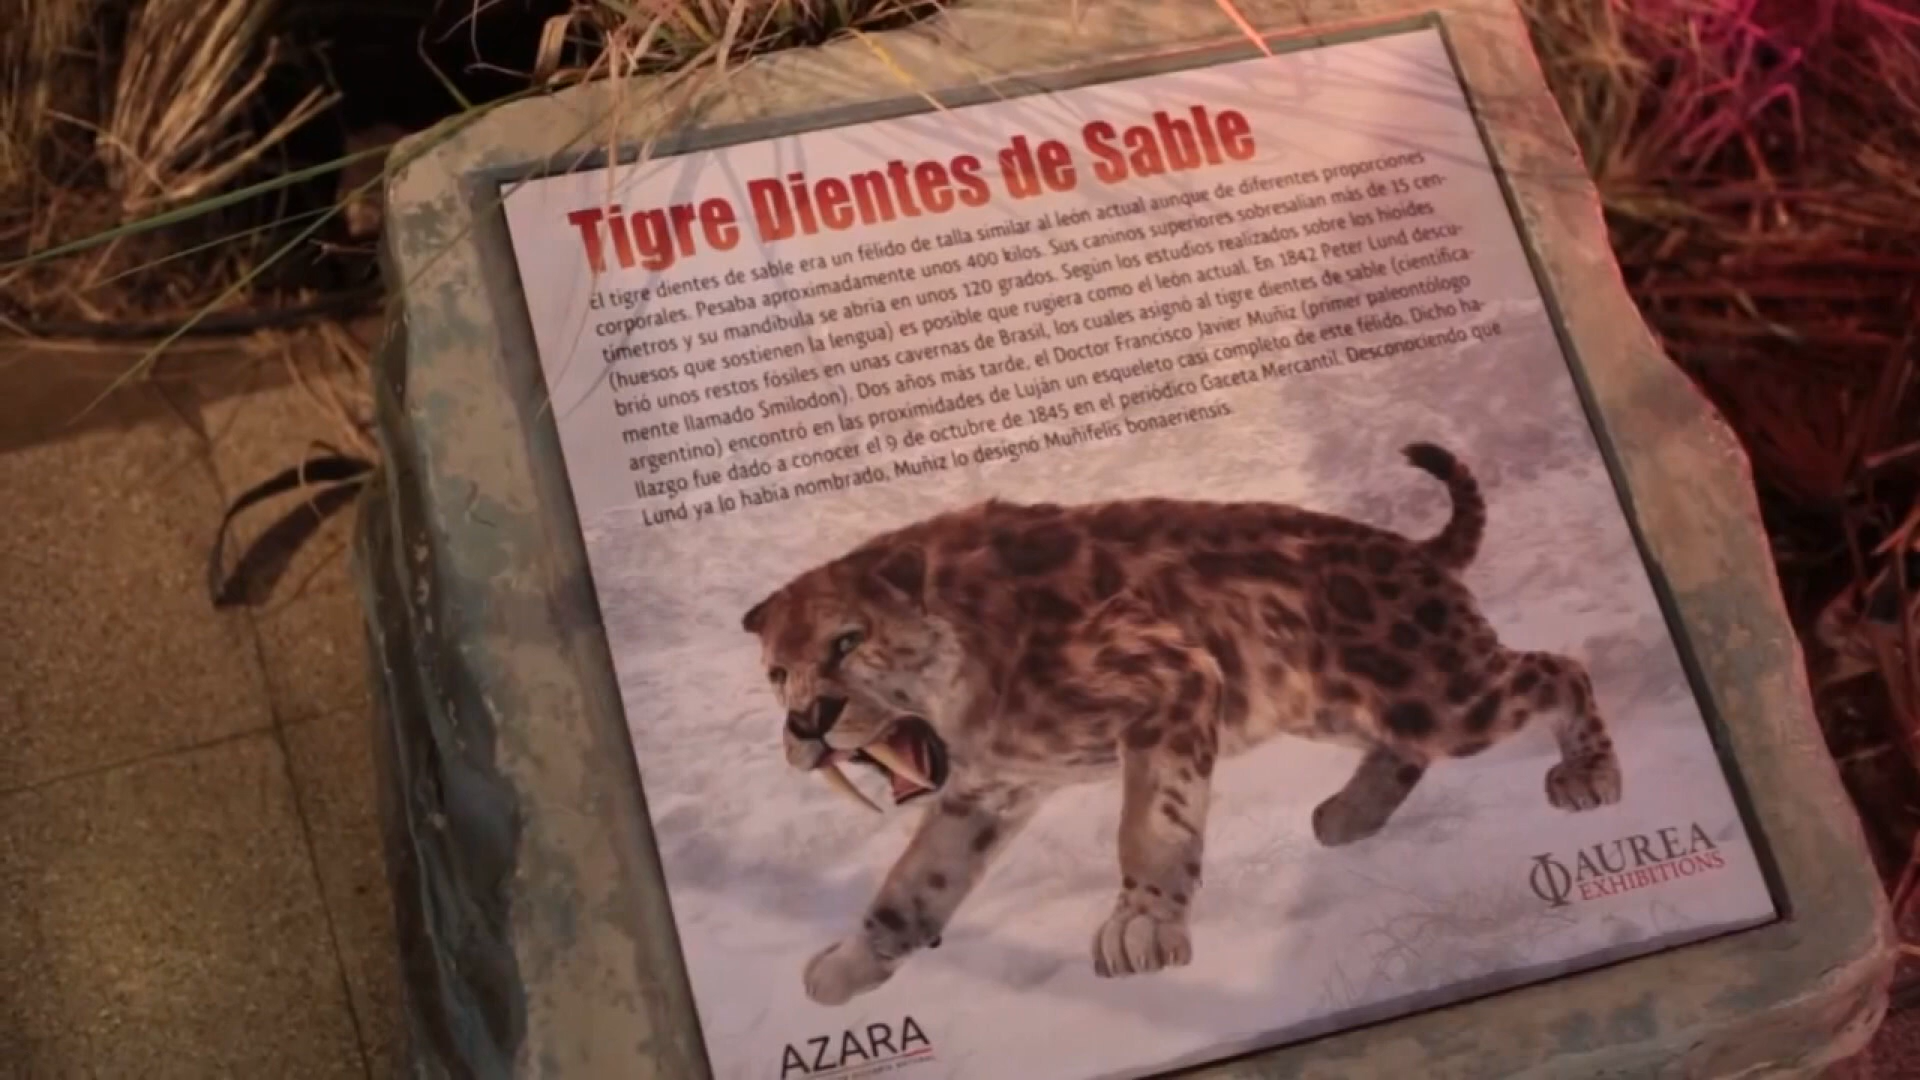 Tigre Dientes de Sable
El tigre dientes de sable era un félido de talla similar al león actual aunque de diferentes proporciones
corporales. Pesaba aproximadamente unos 400 kilos. Sus caninos superiores sobresalían más de 15 cen-
tímetros y su mandíbula se abría en unos 120 grados. Según los estudios realizados sobre los hioides
(huesos que sostienen la lengua) es posible que rugiera como el león actual. En 1842 Peter Lund descu-
brió unos restos fósiles en unas cavernas de Brasil, los cuales asignó al tigre dientes de sable (científica-
mente llamado Smilodon). Dos años más tarde, el Doctor Francisco Javier Muñiz (primer paleontólogo
argentino) encontró en las proximidades de Luján un esqueleto casi completo de este félido. Dicho ha-
llazgo fue dado a conocer el 9 de octubre de 1845 en el periódico Gaceta Mercantil. Desconociendo que
Lund ya lo había nombrado, Muñiz lo designó Muñifelis bonaeriensis.
AUREA
EXHIBITIONS
AZARA